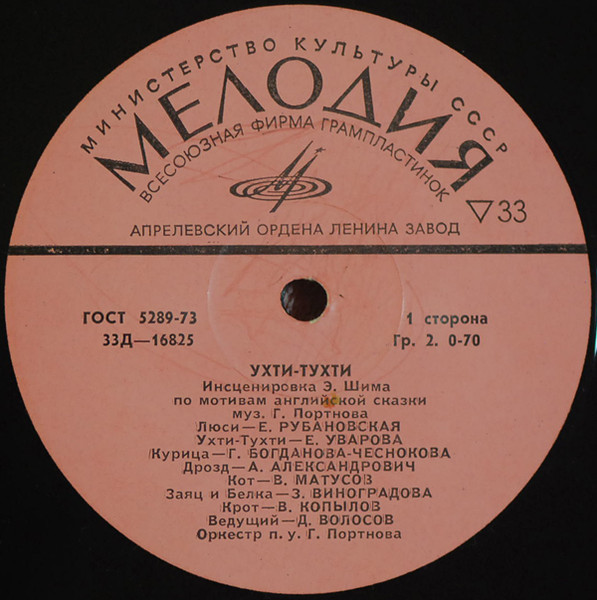 МИНИСТЕРСТВО КУЛЬТУРЫ СССР
МЕЛОДИЯ
ВСЕСОЮЗНАЯ ФИРМА ГРАМПЛАСТИНОК
▽33
АПРЕЛЕВСКИЙ ОРДЕНА ЛЕНИНА ЗАВОД
ГОСТ 5289-73
33Д—16825
1 сторона
Гр. 2. 0-70
УХТИ-ТУХТИ
Инсценировка Э. Шима
по мотивам английской сказки
муз. Г. Портнова
Люси—Е. РУБАНОВСКАЯ
Ухти-Тухти—Е. УВАРОВА
Курица—Г. БОГДАНОВА-ЧЕСНОКОВА
Дрозд—А. АЛЕКСАНДРОВИЧ
Кот—В. МАТУСОВ
Заяц и Белка—З. ВИНОГРАДОВА
Крот—В. КОПЫЛОВ
Ведущий—Д. ВОЛОСОВ
Оркестр п. у. Г. Портнова